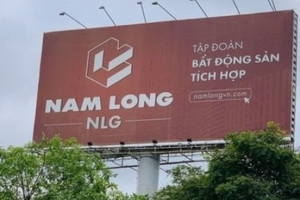 NAM LONG
NLG
TẬP ĐOÀN
BẤT ĐỘNG SẢN
TÍCH HỢP
namlongvn.com